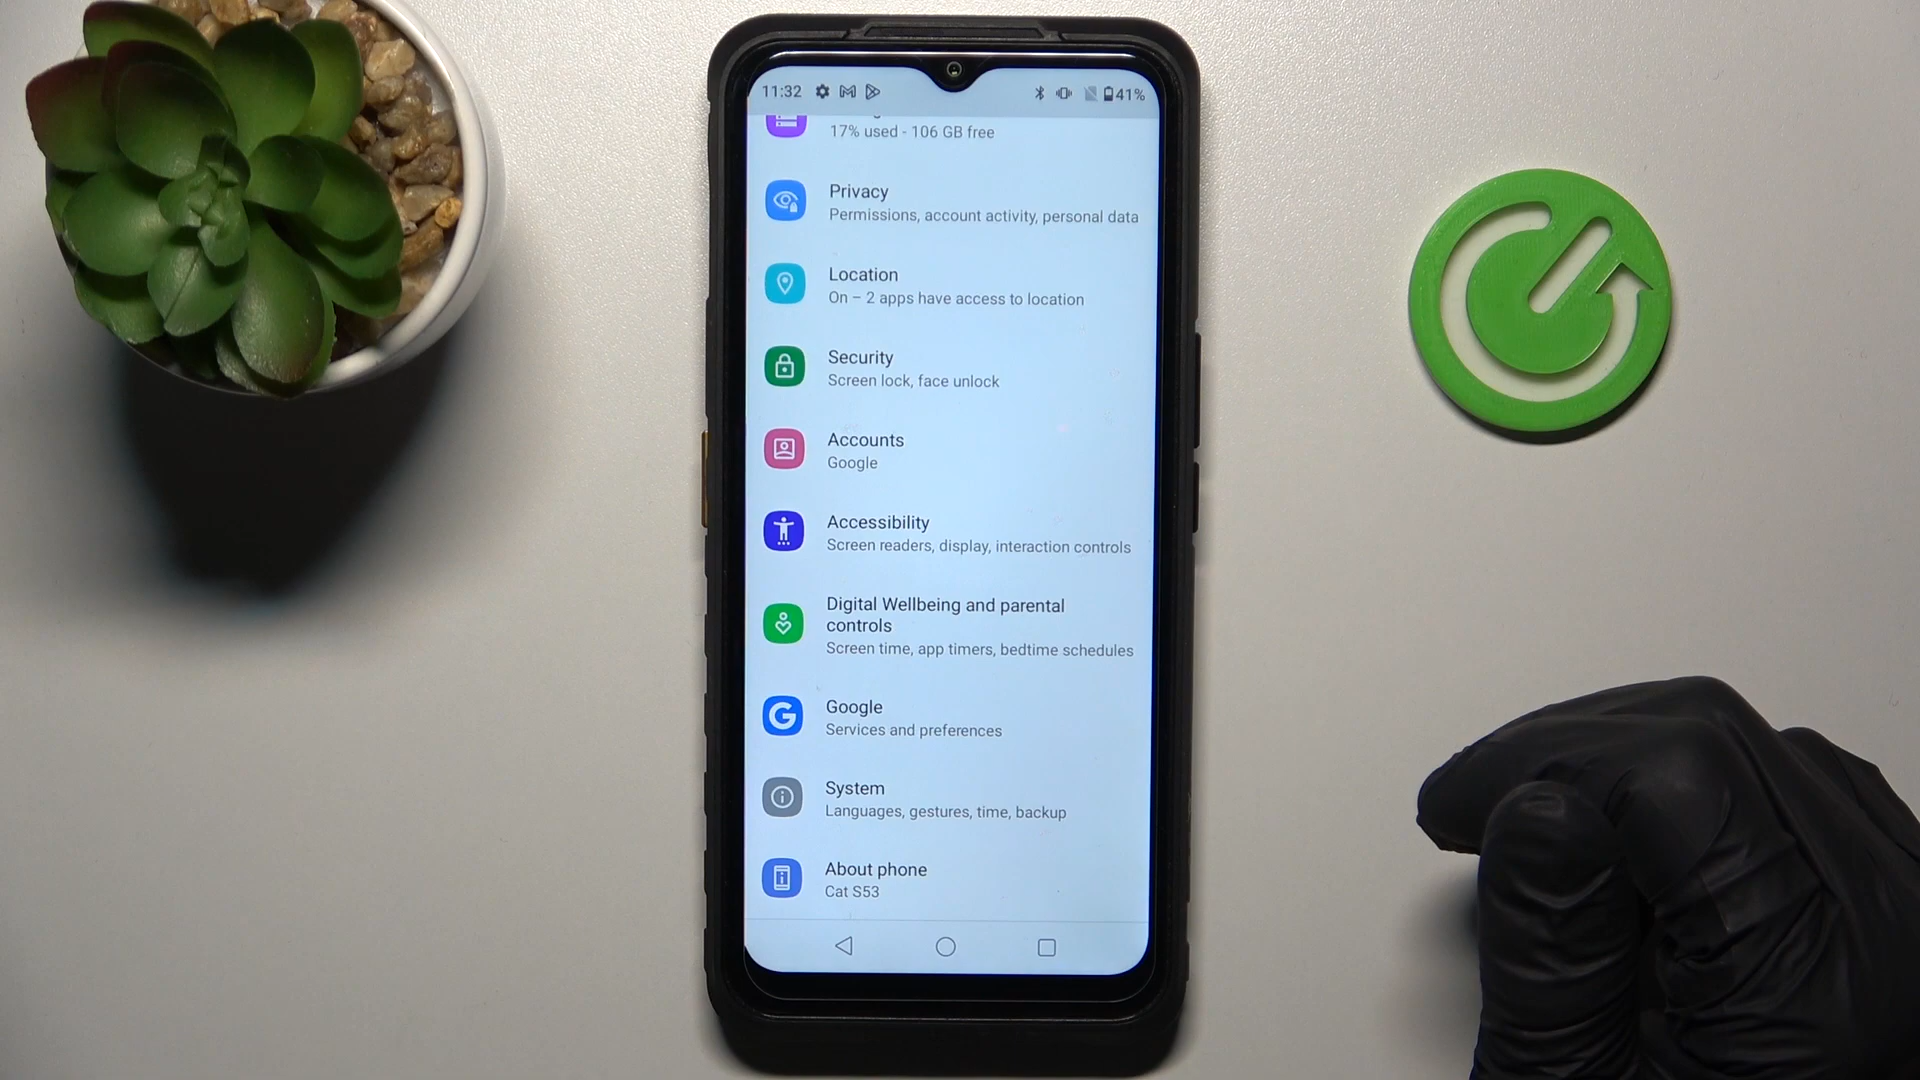 11:32 41%
17% used - 106 GB free
Privacy
Permissions, account activity, personal data
Location
On – 2 apps have access to location
Security
Screen lock, face unlock
Accounts
Google
Accessibility
Screen readers, display, interaction controls
Digital Wellbeing and parental
controls
Screen time, app timers, bedtime schedules
Google
Services and preferences
System
Languages, gestures, time, backup
About phone
Cat S53